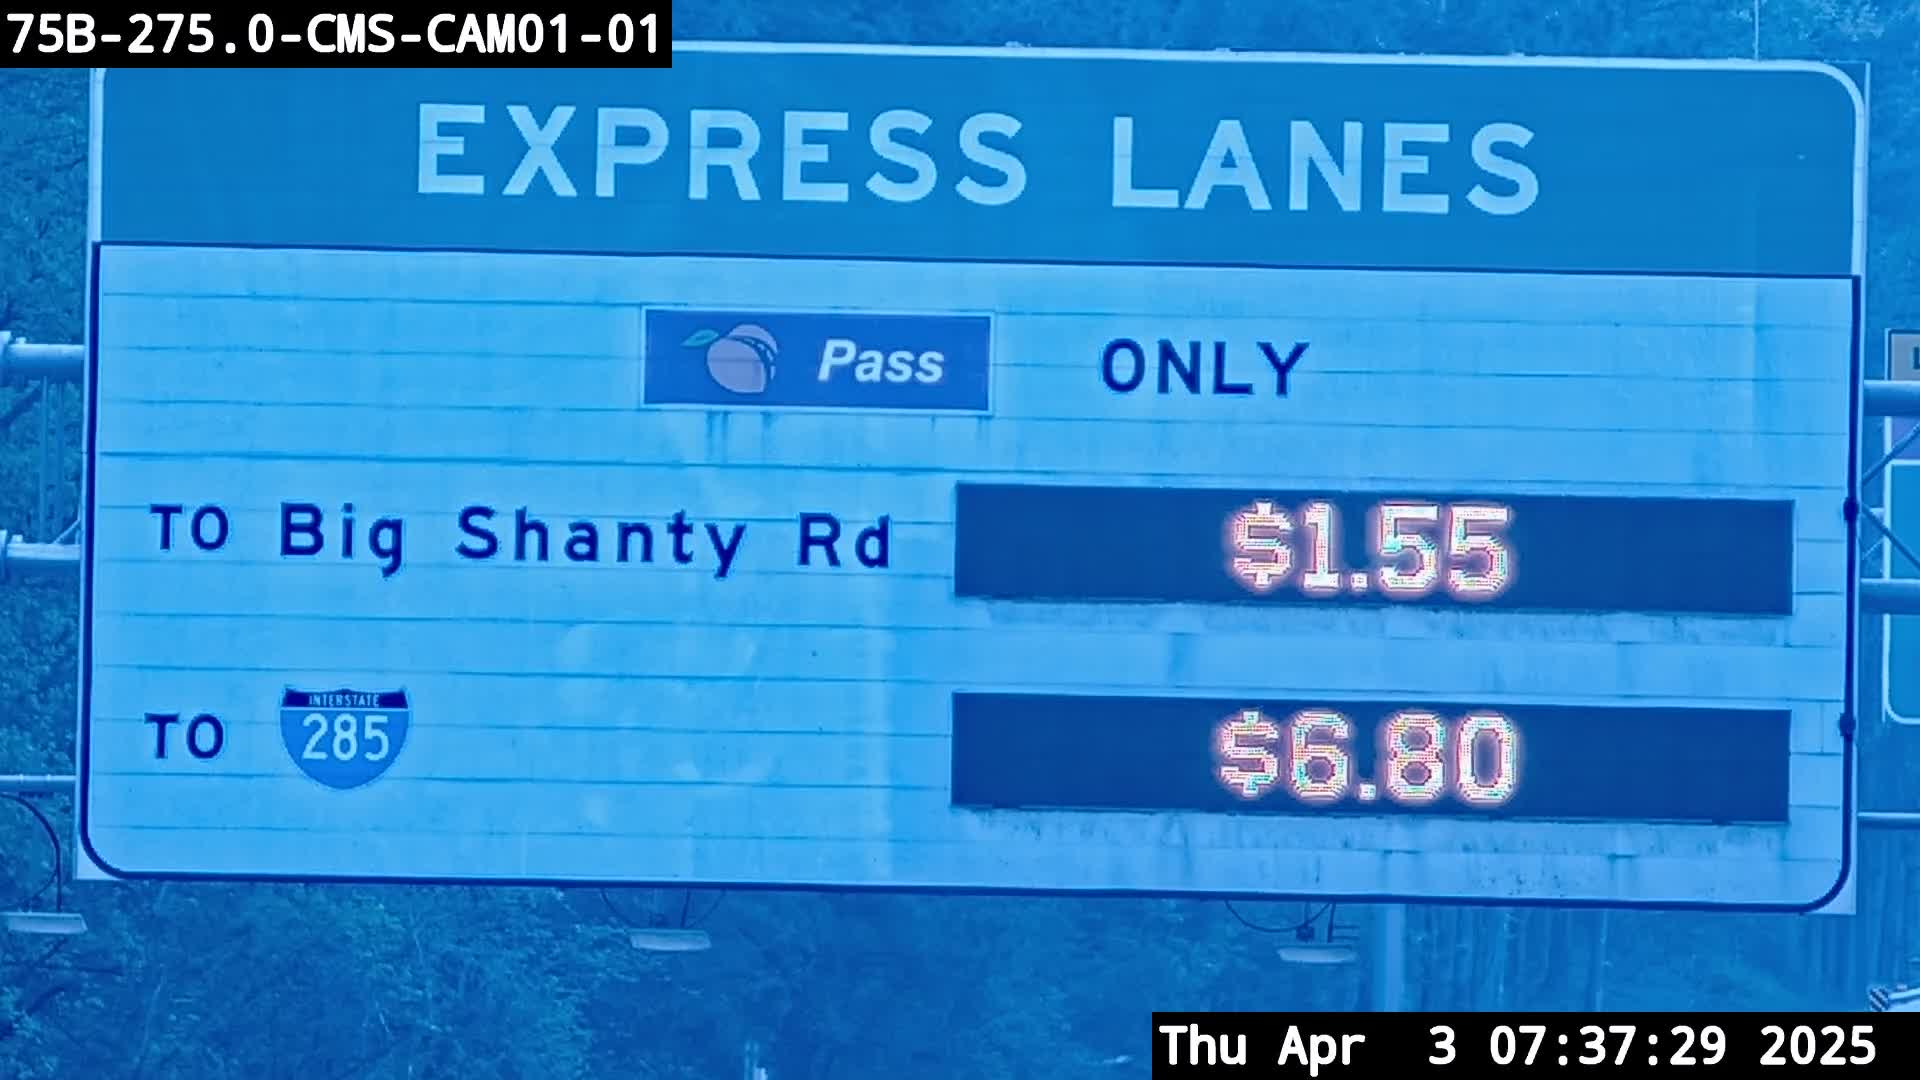 75B-275.0-CMS-CAM01-01
EXPRESS LANES
Pass ONLY
TO Big Shanty Rd $1.55
TO INTERSTATE 285 $6.80
Thu Apr 3 07:37:29 2025